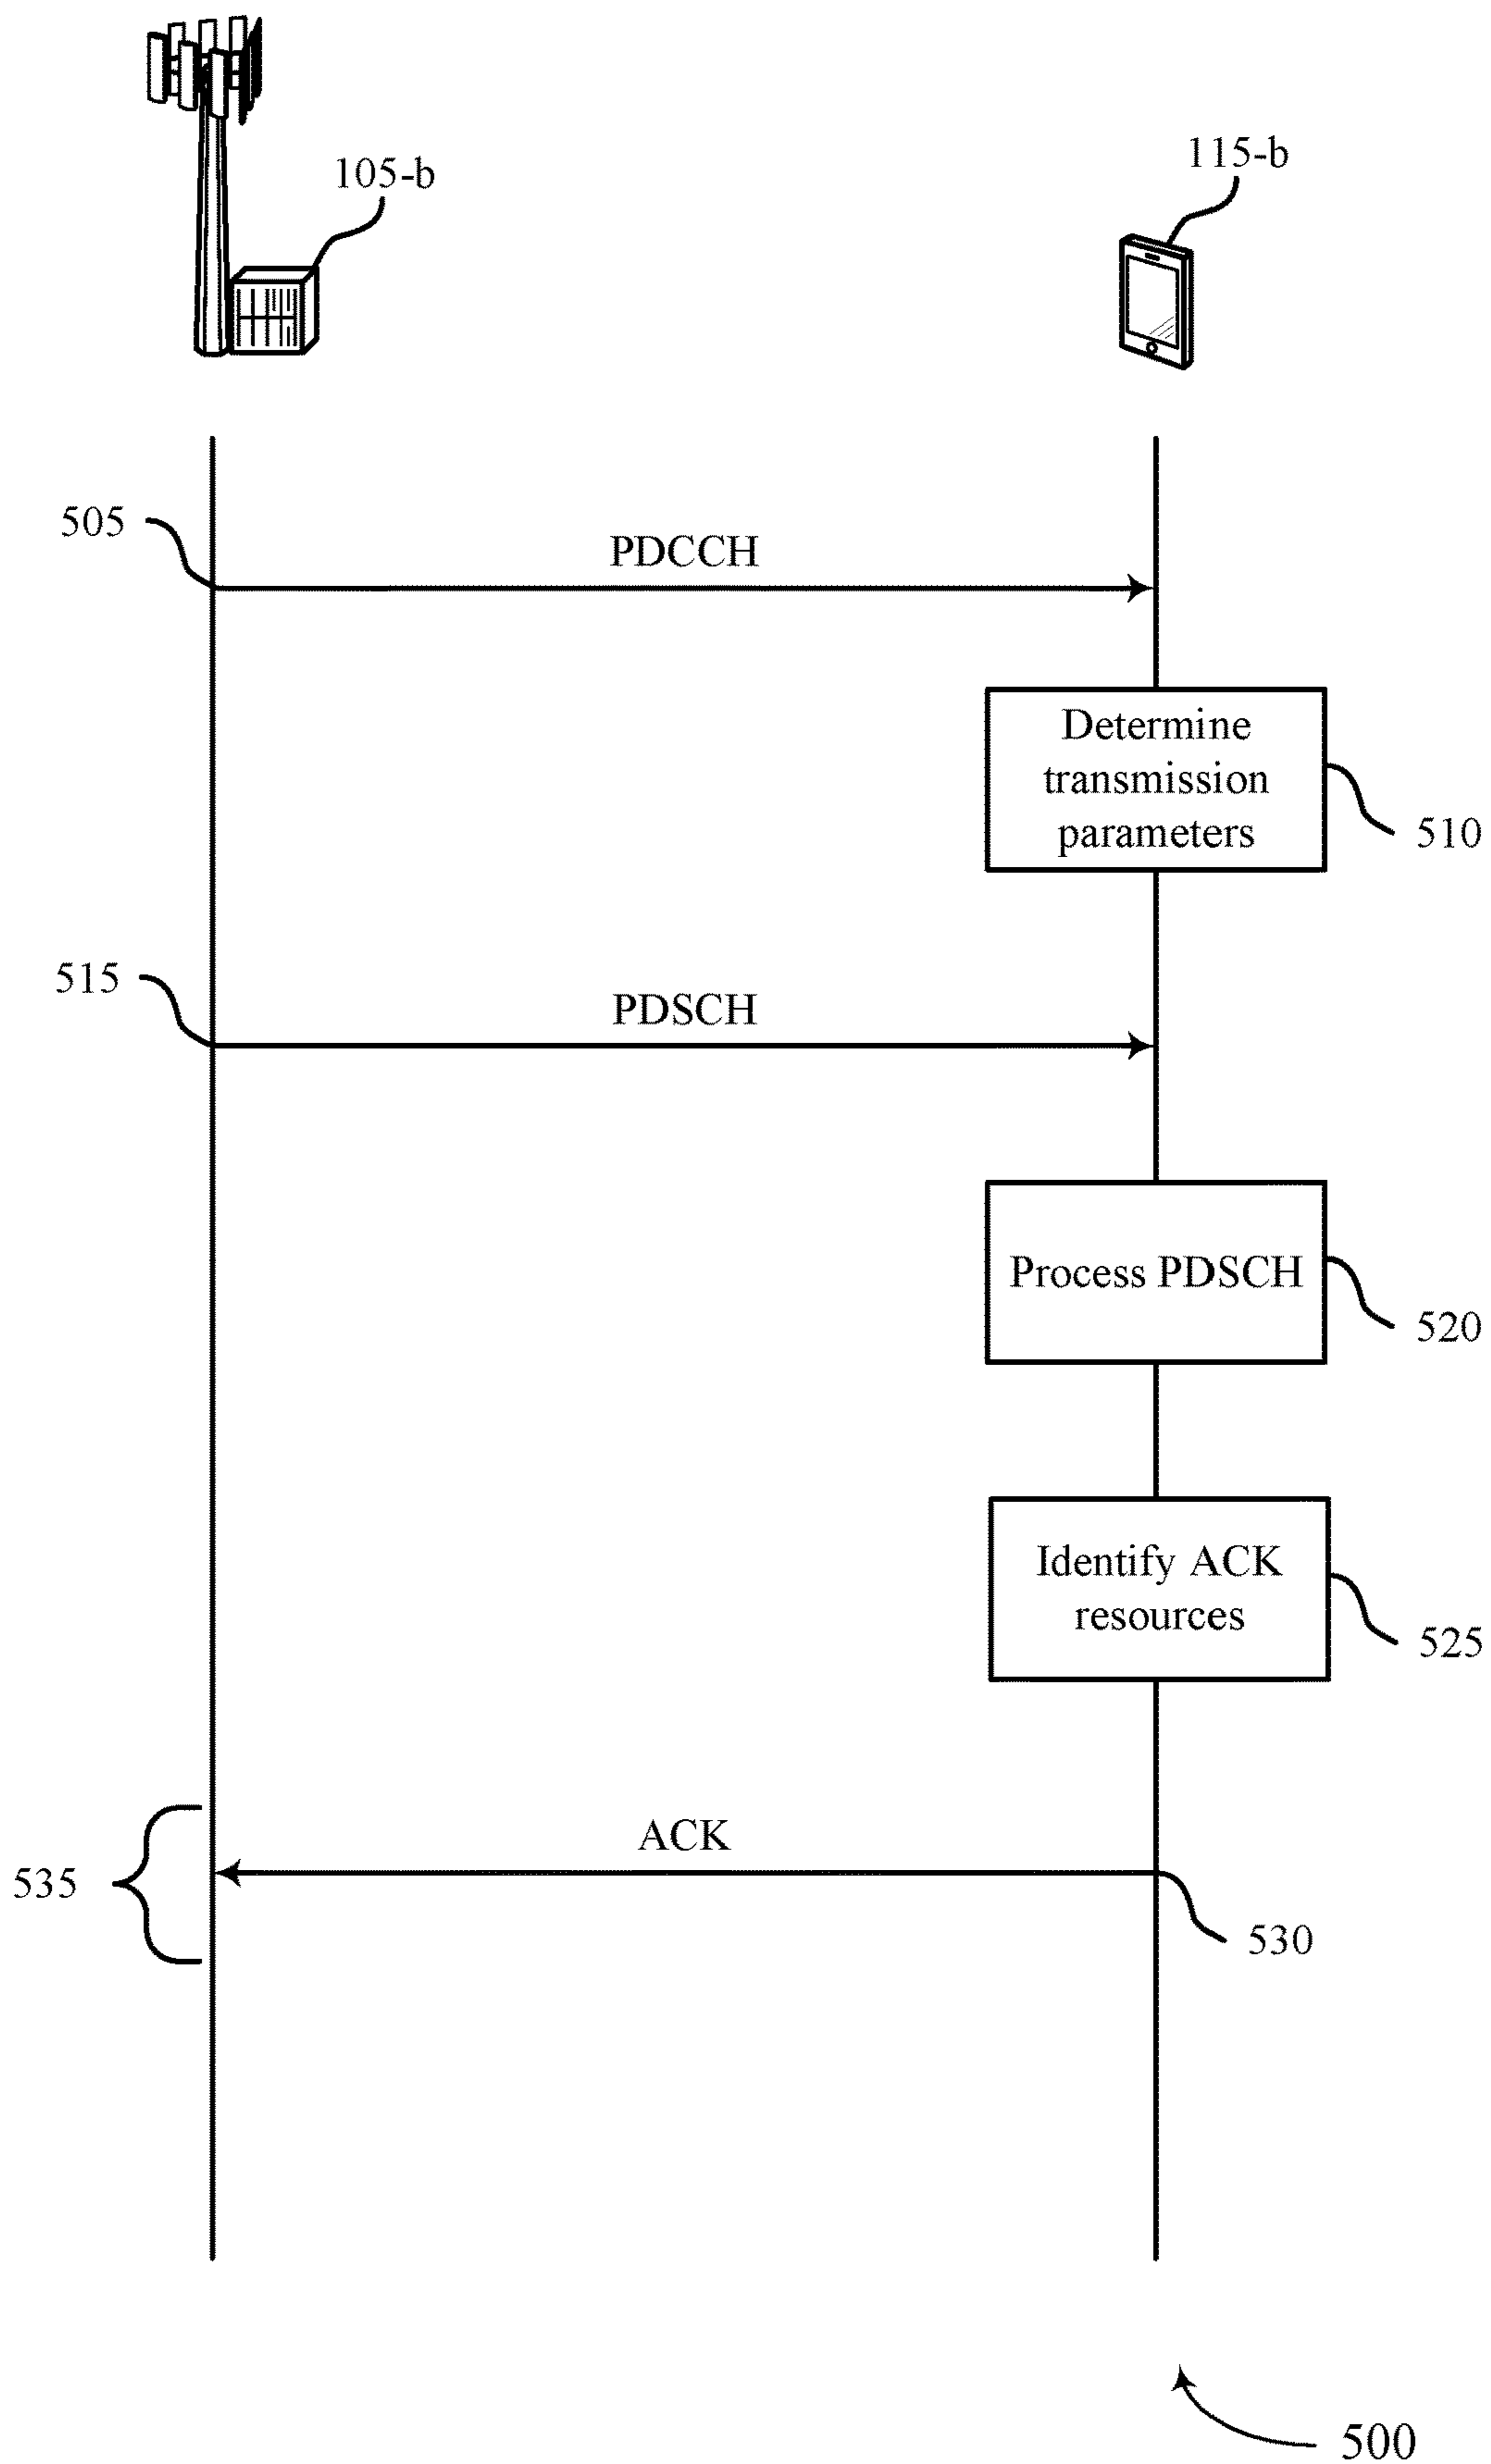 105-b
115-b
505
PDCCH
Determine
transmission
parameters
510
515
PDSCH
Process PDSCH
520
Identify ACK
resources
525
ACK
535
530
500